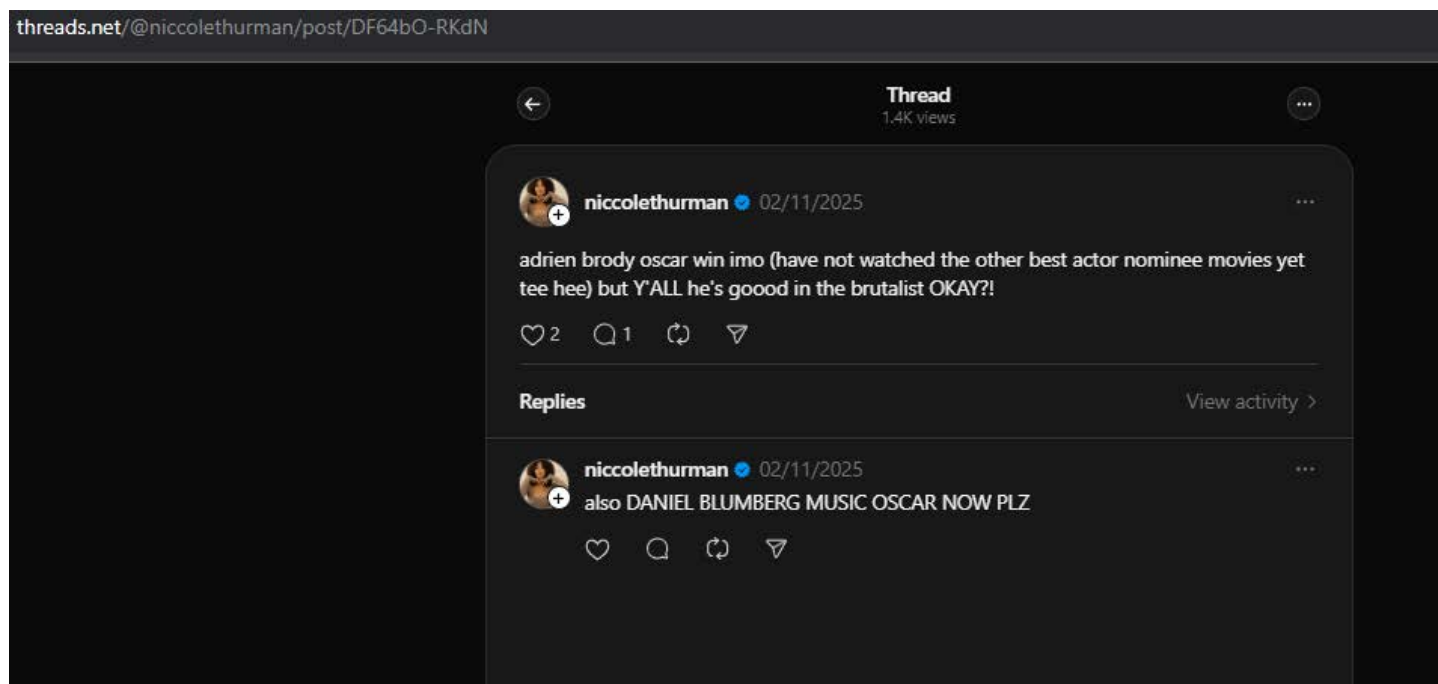 threads.net/@niccolethurman/post/DF64bO-RKdN
Thread
1.4K views
niccolethurman 02/11/2025
adrien brody oscar win imo (have not watched the other best actor nominee movies yet
tee hee) but Y'ALL he's goood in the brutalist OKAY?!
2 1
Replies View activity >
niccolethurman 02/11/2025
also DANIEL BLUMBERG MUSIC OSCAR NOW PLZ